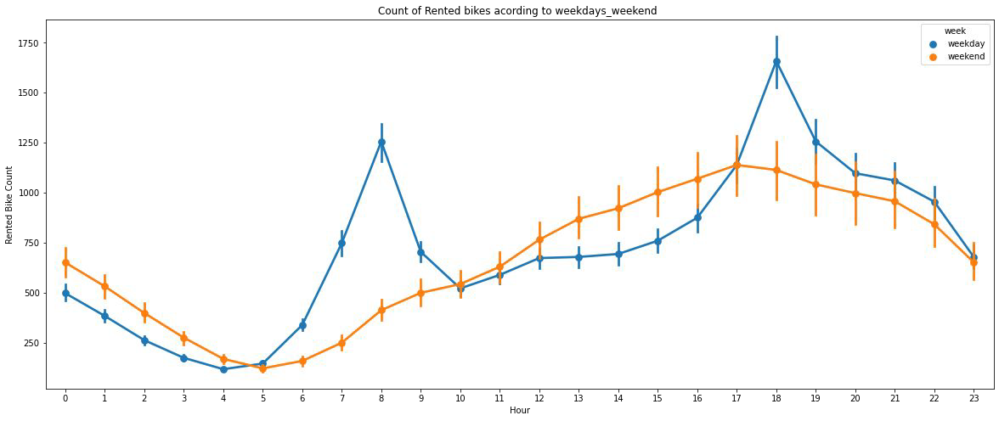 Count of Rented bikes acording to weekdays_weekend
week
weekday
weekend
Rented Bike Count
1750
1500
1250
1000
750
500
250
0 1 2 3 4 5 6 7 8 9 10 11 12 13 14 15 16 17 18 19 20 21 22 23
Hour